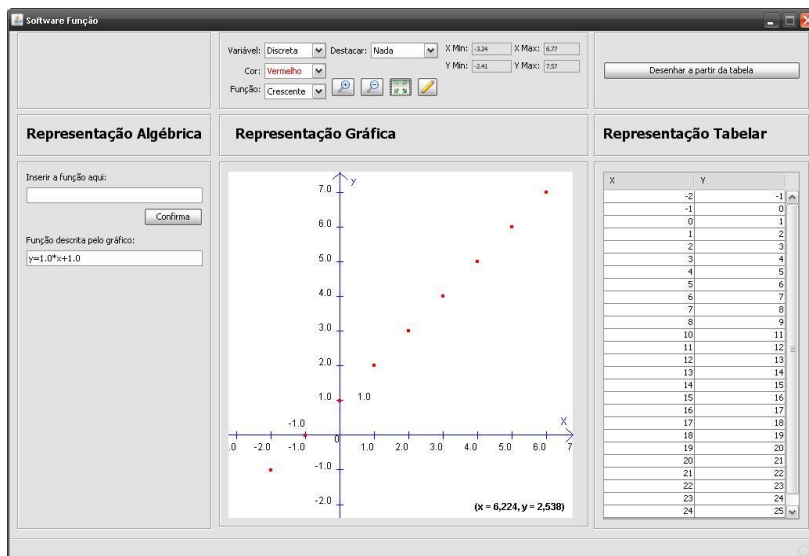 Software Função
Variável: Discreta Destacar: Nada X Min: -3.24 X Max: 6.77
Cor: Vermelho Y Min: -2.41 Y Max: 7.57
Função: Crescente
Desenhar a partir da tabela
Representação Algébrica
Representação Gráfica
Representação Tabelar
Inserir a função aqui:
Confirma
Função descrita pelo gráfico:
y=1.0*x+1.0
y
7.0
6.0
5.0
4.0
3.0
2.0
1.0 1.0
-1.0 X
.0 -2.0 -1.0 0 1.0 2.0 3.0 4.0 5.0 6.0 7
-1.0
-2.0
(x = 6,224, y = 2,538)
X Y
-2 -1
-1 0
0 1
1 2
2 3
3 4
4 5
5 6
6 7
7 8
8 9
10 11
11 12
12 13
13 14
14 15
15 16
16 17
17 18
18 19
19 20
20 21
21 22
22 23
23 24
24 25